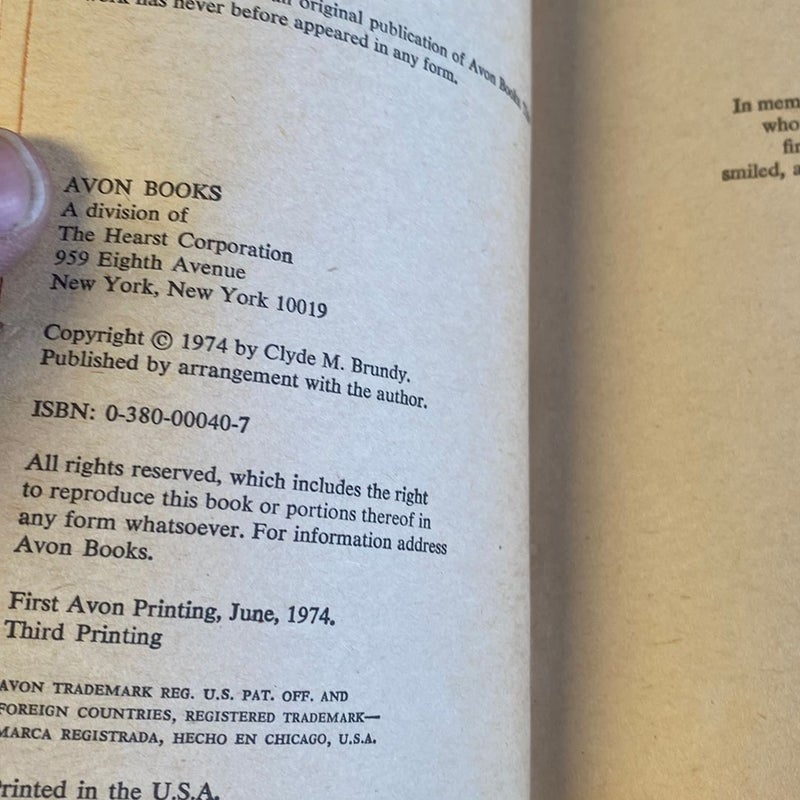 original publication of Avon Books.
has never before appeared in any form.
AVON BOOKS
A division of
The Hearst Corporation
959 Eighth Avenue
New York, New York 10019
Copyright © 1974 by Clyde M. Brundy.
Published by arrangement with the author.
ISBN: 0-380-00040-7
All rights reserved, which includes the right
to reproduce this book or portions thereof in
any form whatsoever. For information address
Avon Books.
First Avon Printing, June, 1974.
Third Printing
AVON TRADEMARK REG. U.S. PAT. OFF. AND
FOREIGN COUNTRIES, REGISTERED TRADEMARK—
MARCA REGISTRADA, HECHO EN CHICAGO, U.S.A.
Printed in the U.S.A.
In mem
who
fir
smiled, a